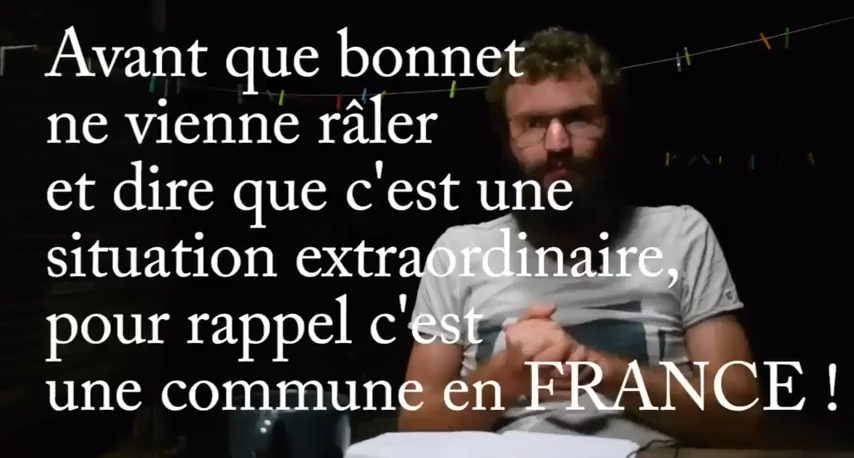 Avant que bonnet
ne vienne râler
et dire que c'est une
situation extraordinaire,
pour rappel c'est
une commune en FRANCE !